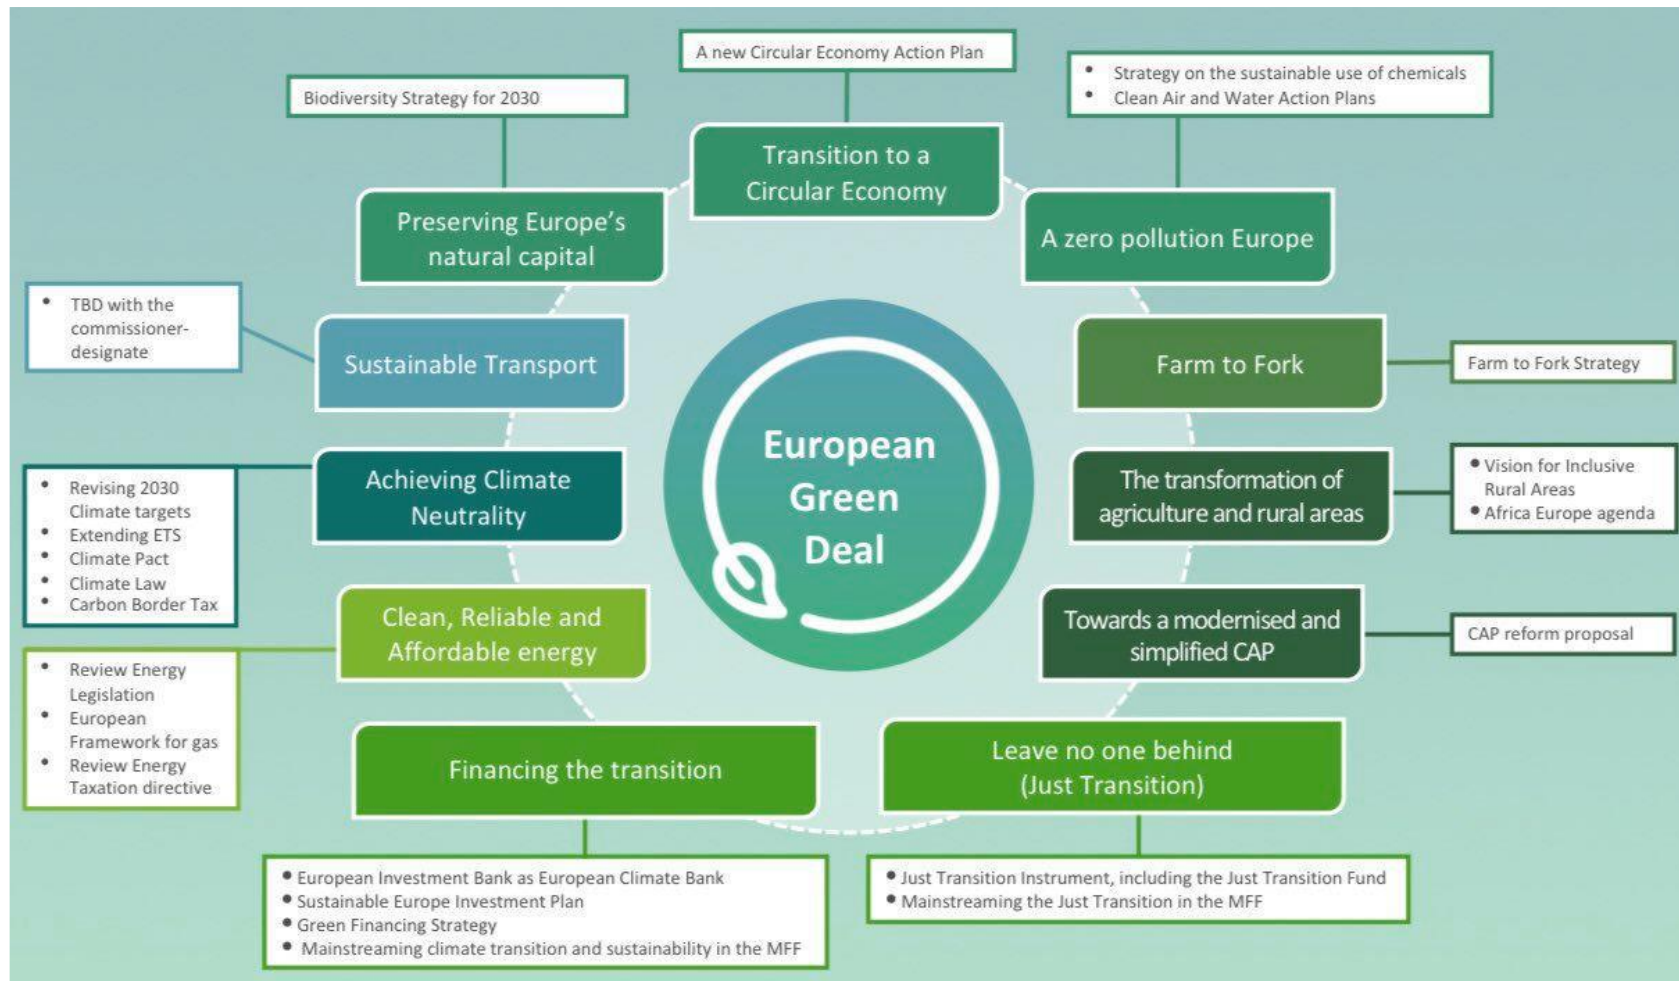 A new Circular Economy Action Plan
Biodiversity Strategy for 2030
• Strategy on the sustainable use of chemicals
• Clean Air and Water Action Plans
Transition to a
Circular Economy
Preserving Europe's
natural capital
A zero pollution Europe
• TBD with the
commissioner-
designate
Sustainable Transport
Farm to Fork
Farm to Fork Strategy
European
Green
Deal
• Revising 2030
Climate targets
• Extending ETS
• Climate Pact
• Climate Law
• Carbon Border Tax
Achieving Climate
Neutrality
The transformation of
agriculture and rural areas
• Vision for Inclusive
Rural Areas
• Africa Europe agenda
• Review Energy
Legislation
• European
Framework for gas
• Review Energy
Taxation directive
Clean, Reliable and
Affordable energy
Towards a modernised and
simplified CAP
CAP reform proposal
Financing the transition
Leave no one behind
(Just Transition)
• European Investment Bank as European Climate Bank
• Sustainable Europe Investment Plan
• Green Financing Strategy
• Mainstreaming climate transition and sustainability in the MFF
• Just Transition Instrument, including the Just Transition Fund
• Mainstreaming the Just Transition in the MFF